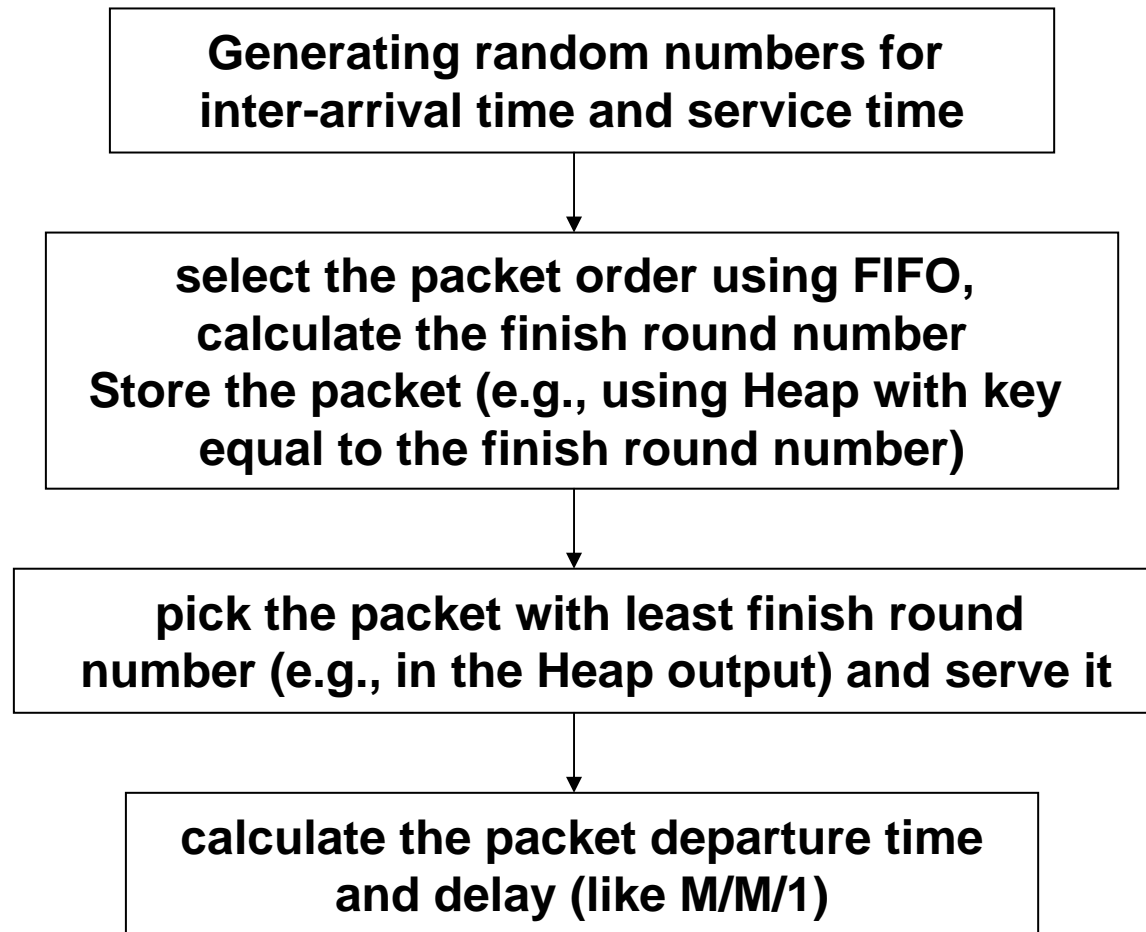 Generating random numbers for
inter-arrival time and service time
select the packet order using FIFO,
calculate the finish round number
Store the packet (e.g., using Heap with key
equal to the finish round number)
pick the packet with least finish round
number (e.g., in the Heap output) and serve it
calculate the packet departure time
and delay (like M/M/1)